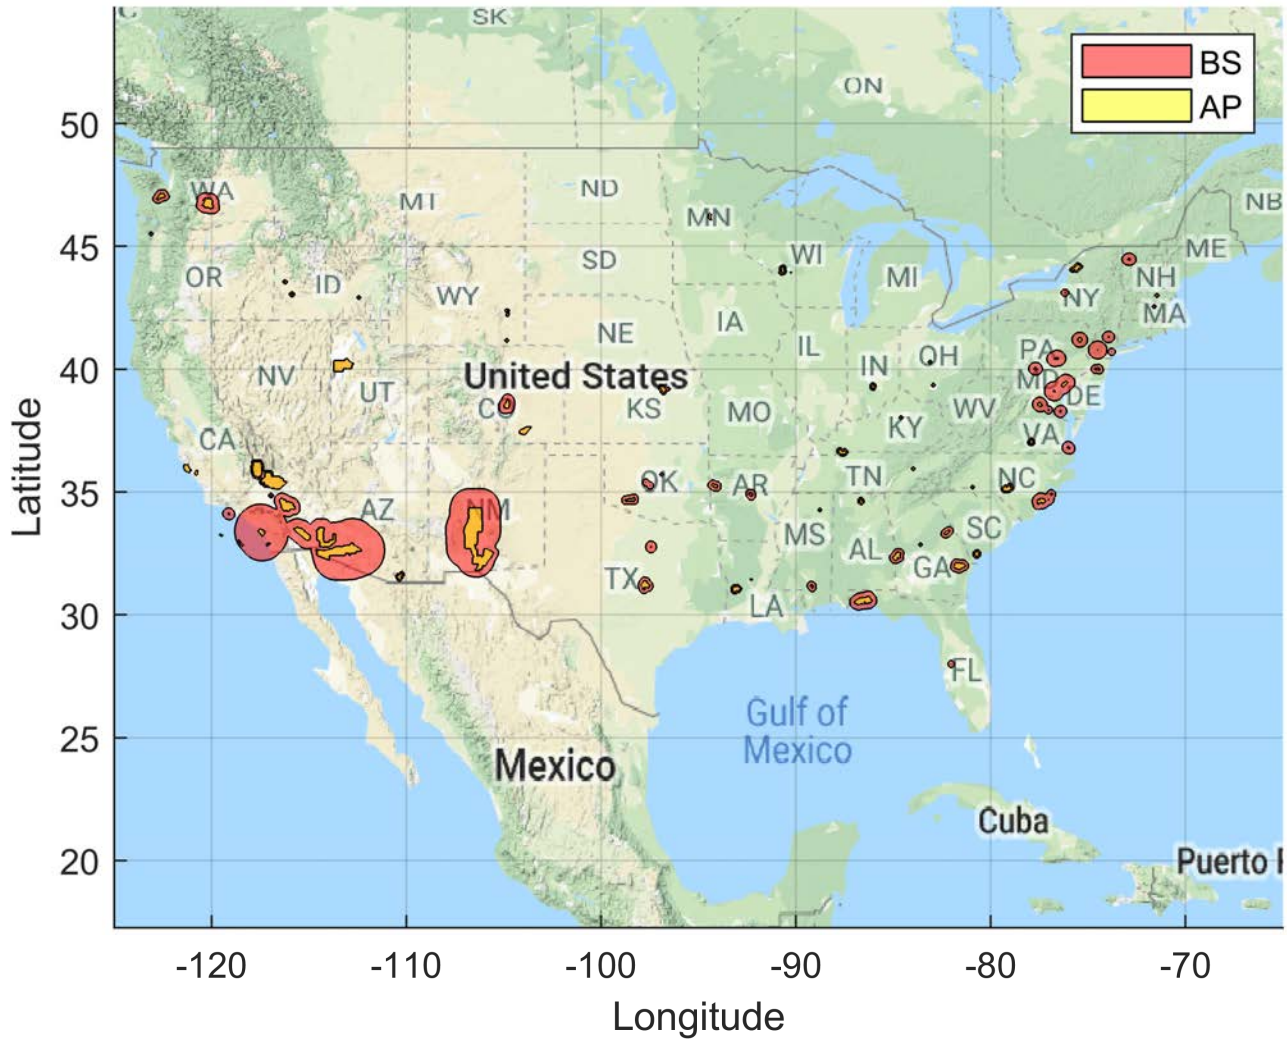 C
SK
ON
BS
AP
50
WA
MT
ND
MN
NB
45
OR
ID
SD
WI
MI
ME
NH
WY
NY
MA
NE
IA
IL
IN
OH
PA
40
NV
UT
United States
CO
KS
MO
WV
MD
DE
CA
KY
VA
35
AZ
NM
OK
AR
TN
NC
MS
AL
SC
GA
TX
LA
30
FL
25
Gulf of
Mexico
Mexico
Cuba
20
Puerto
-120
-110
-100
-90
-80
-70
Latitude
Longitude